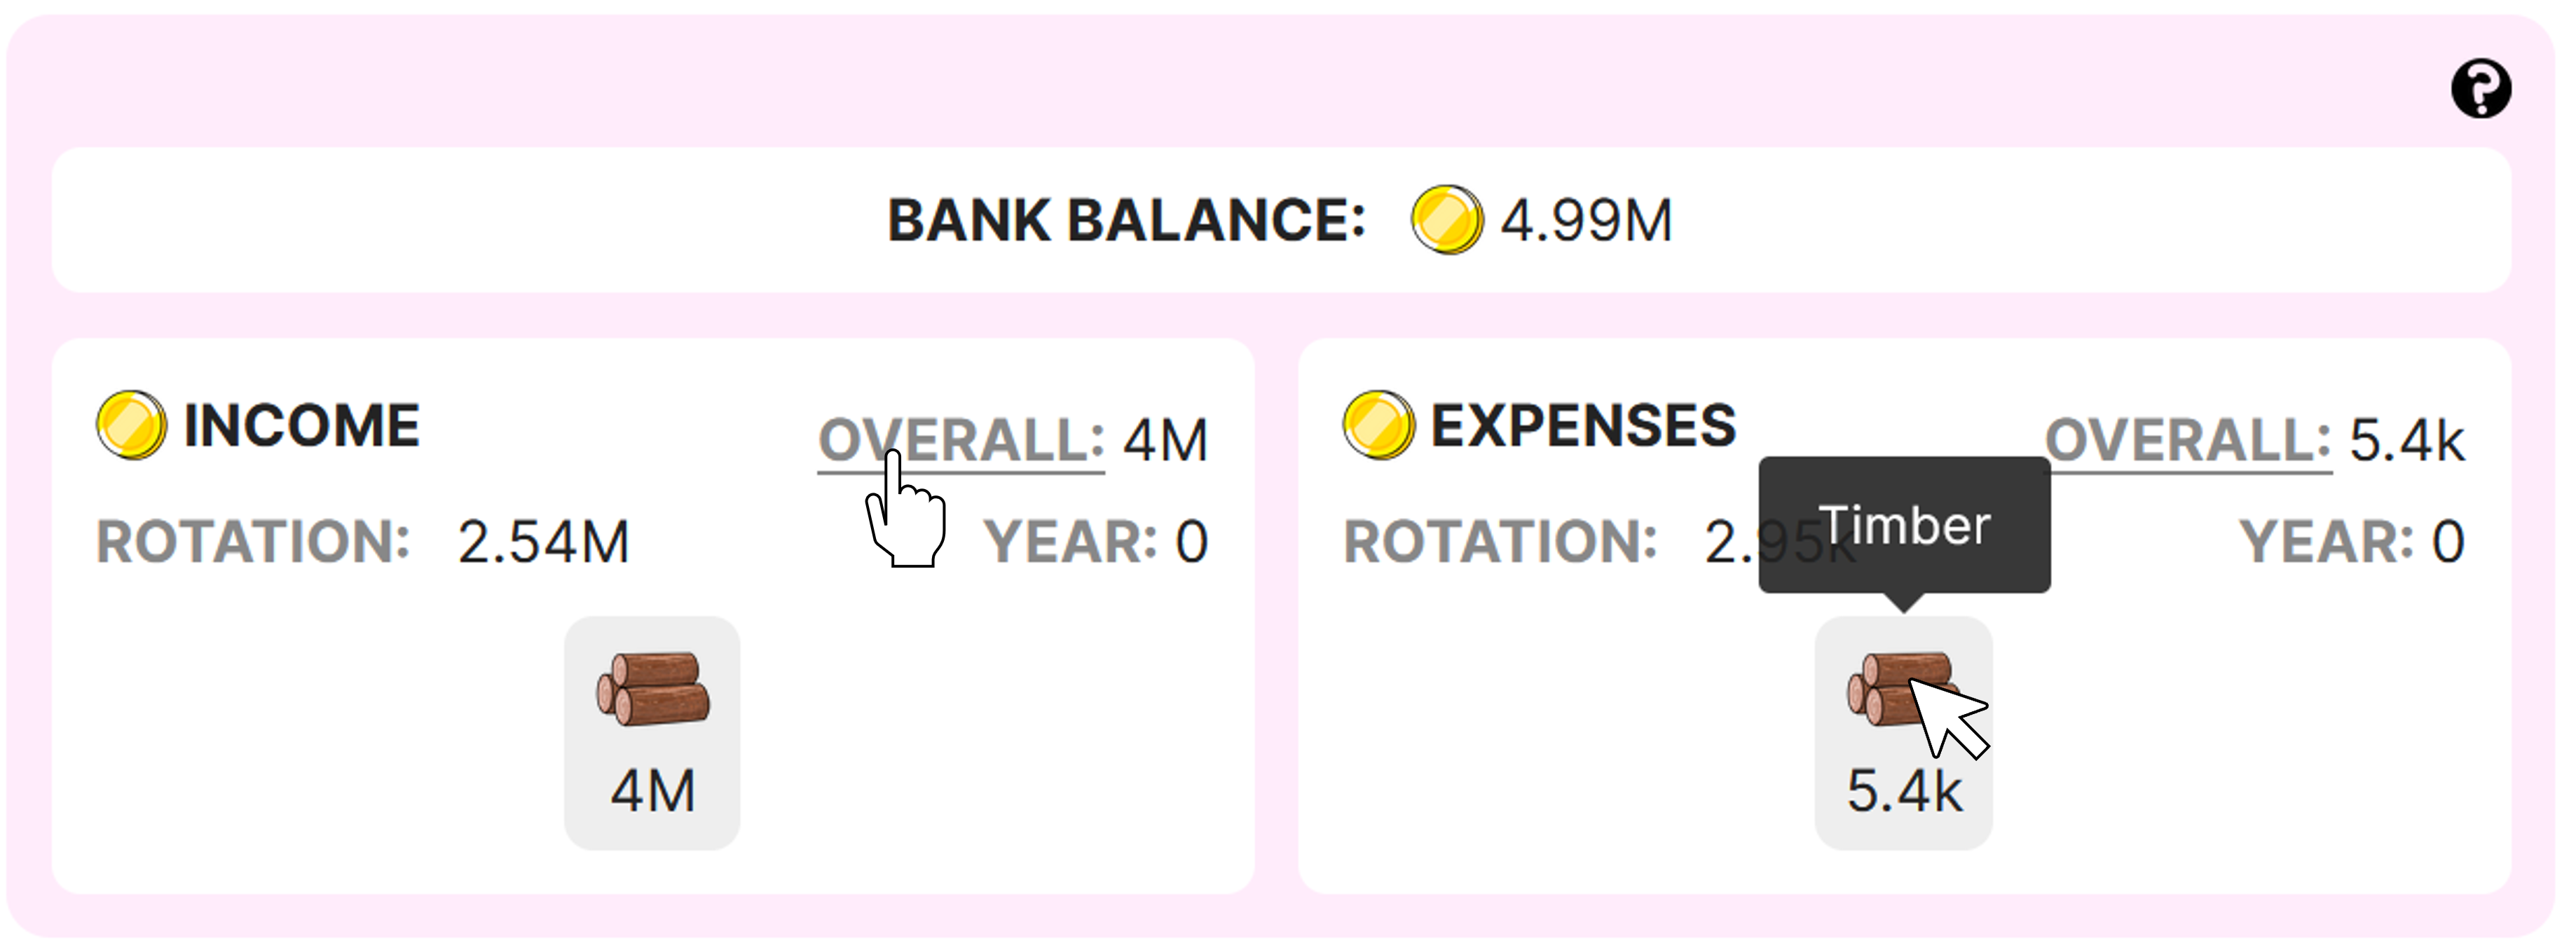 ?
BANK BALANCE: 4.99M
INCOME
OVERALL: 4M
ROTATION: 2.54M
YEAR: 0
4M
EXPENSES
OVERALL: 5.4k
ROTATION: 2.95k
YEAR: 0
Timber
5.4k